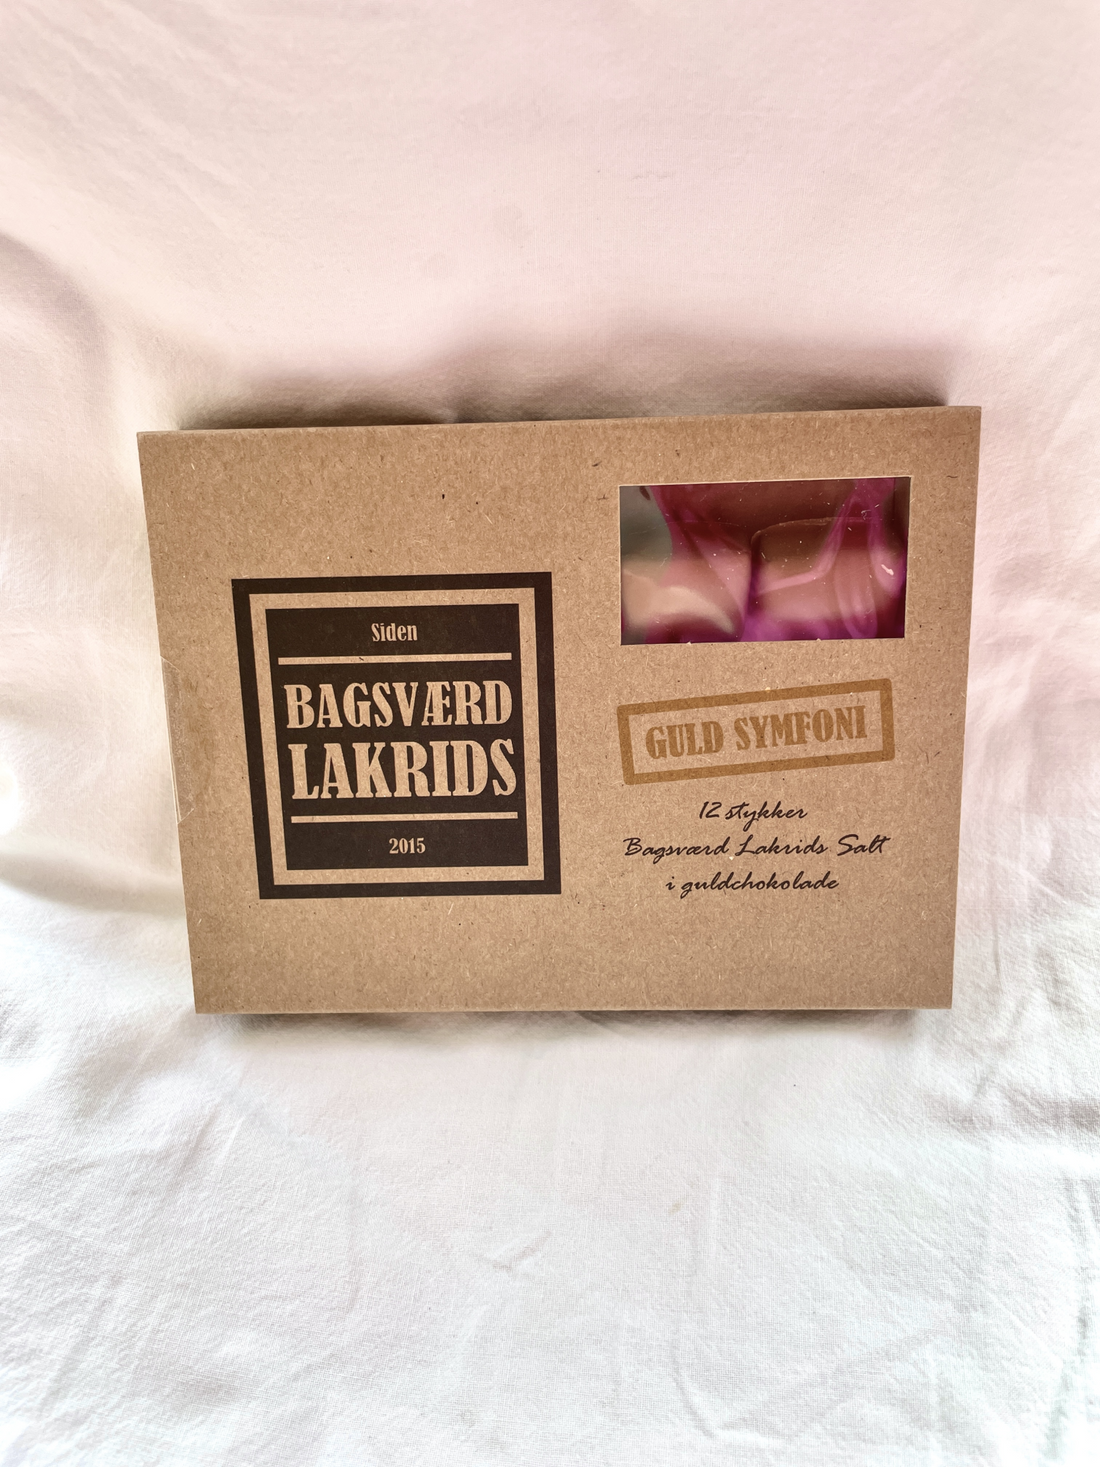 Siden
BAGSVÆRD
LAKRIDS
2015
GULD SYMFONI
12 stykker
Bagsværd Lakrids Salt
i guldchokolade